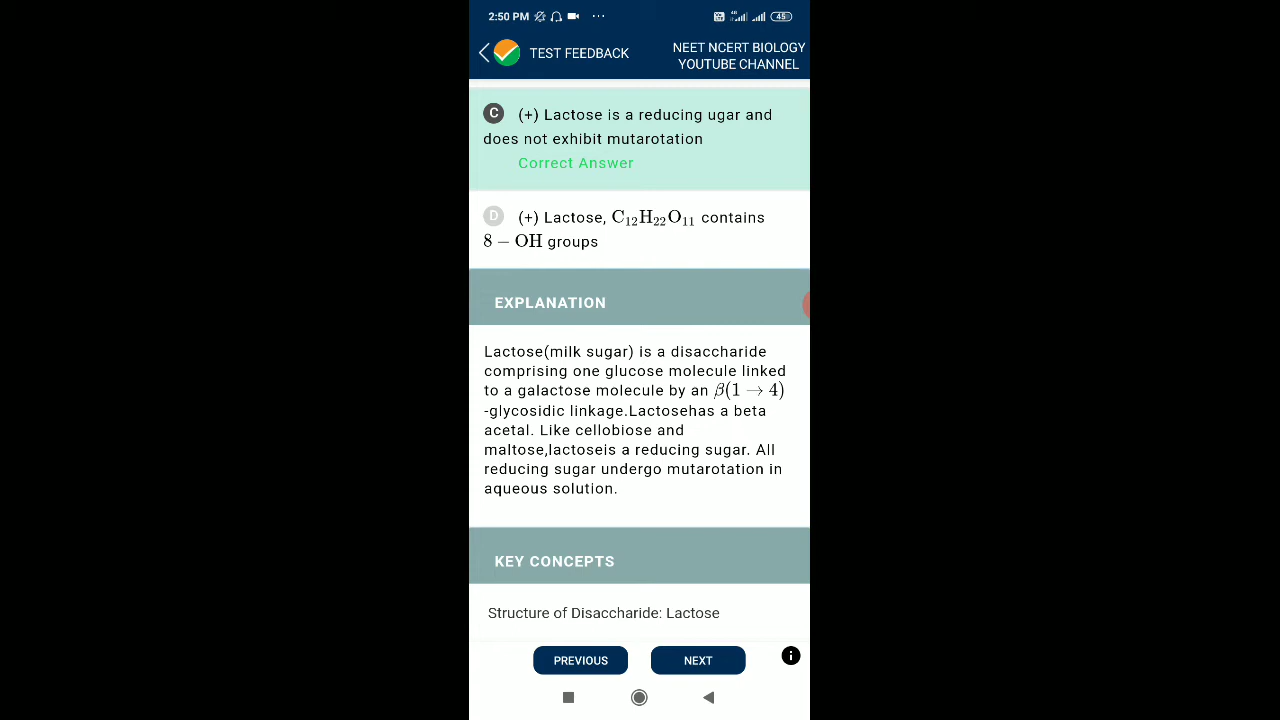 2:50 PM ... 45
TEST FEEDBACK
NEET NCERT BIOLOGY
YOUTUBE CHANNEL
C (+) Lactose is a reducing ugar and
does not exhibit mutarotation
Correct Answer
D (+) Lactose, C₁₂H₂₂O₁₁ contains
8 − OH groups
EXPLANATION
Lactose(milk sugar) is a disaccharide
comprising one glucose molecule linked
to a galactose molecule by an β(1 → 4)
-glycosidic linkage.Lactosehas a beta
acetal. Like cellobiose and
maltose,lactoseis a reducing sugar. All
reducing sugar undergo mutarotation in
aqueous solution.
KEY CONCEPTS
Structure of Disaccharide: Lactose
PREVIOUS NEXT i